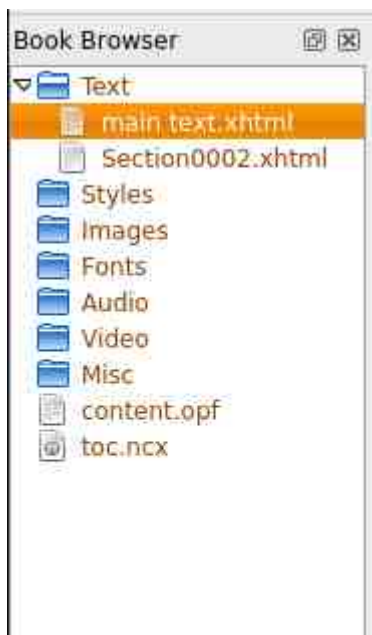 Book Browser
Text
main text.xhtml
Section0002.xhtml
Styles
Images
Fonts
Audio
Video
Misc
content.opf
toc.ncx